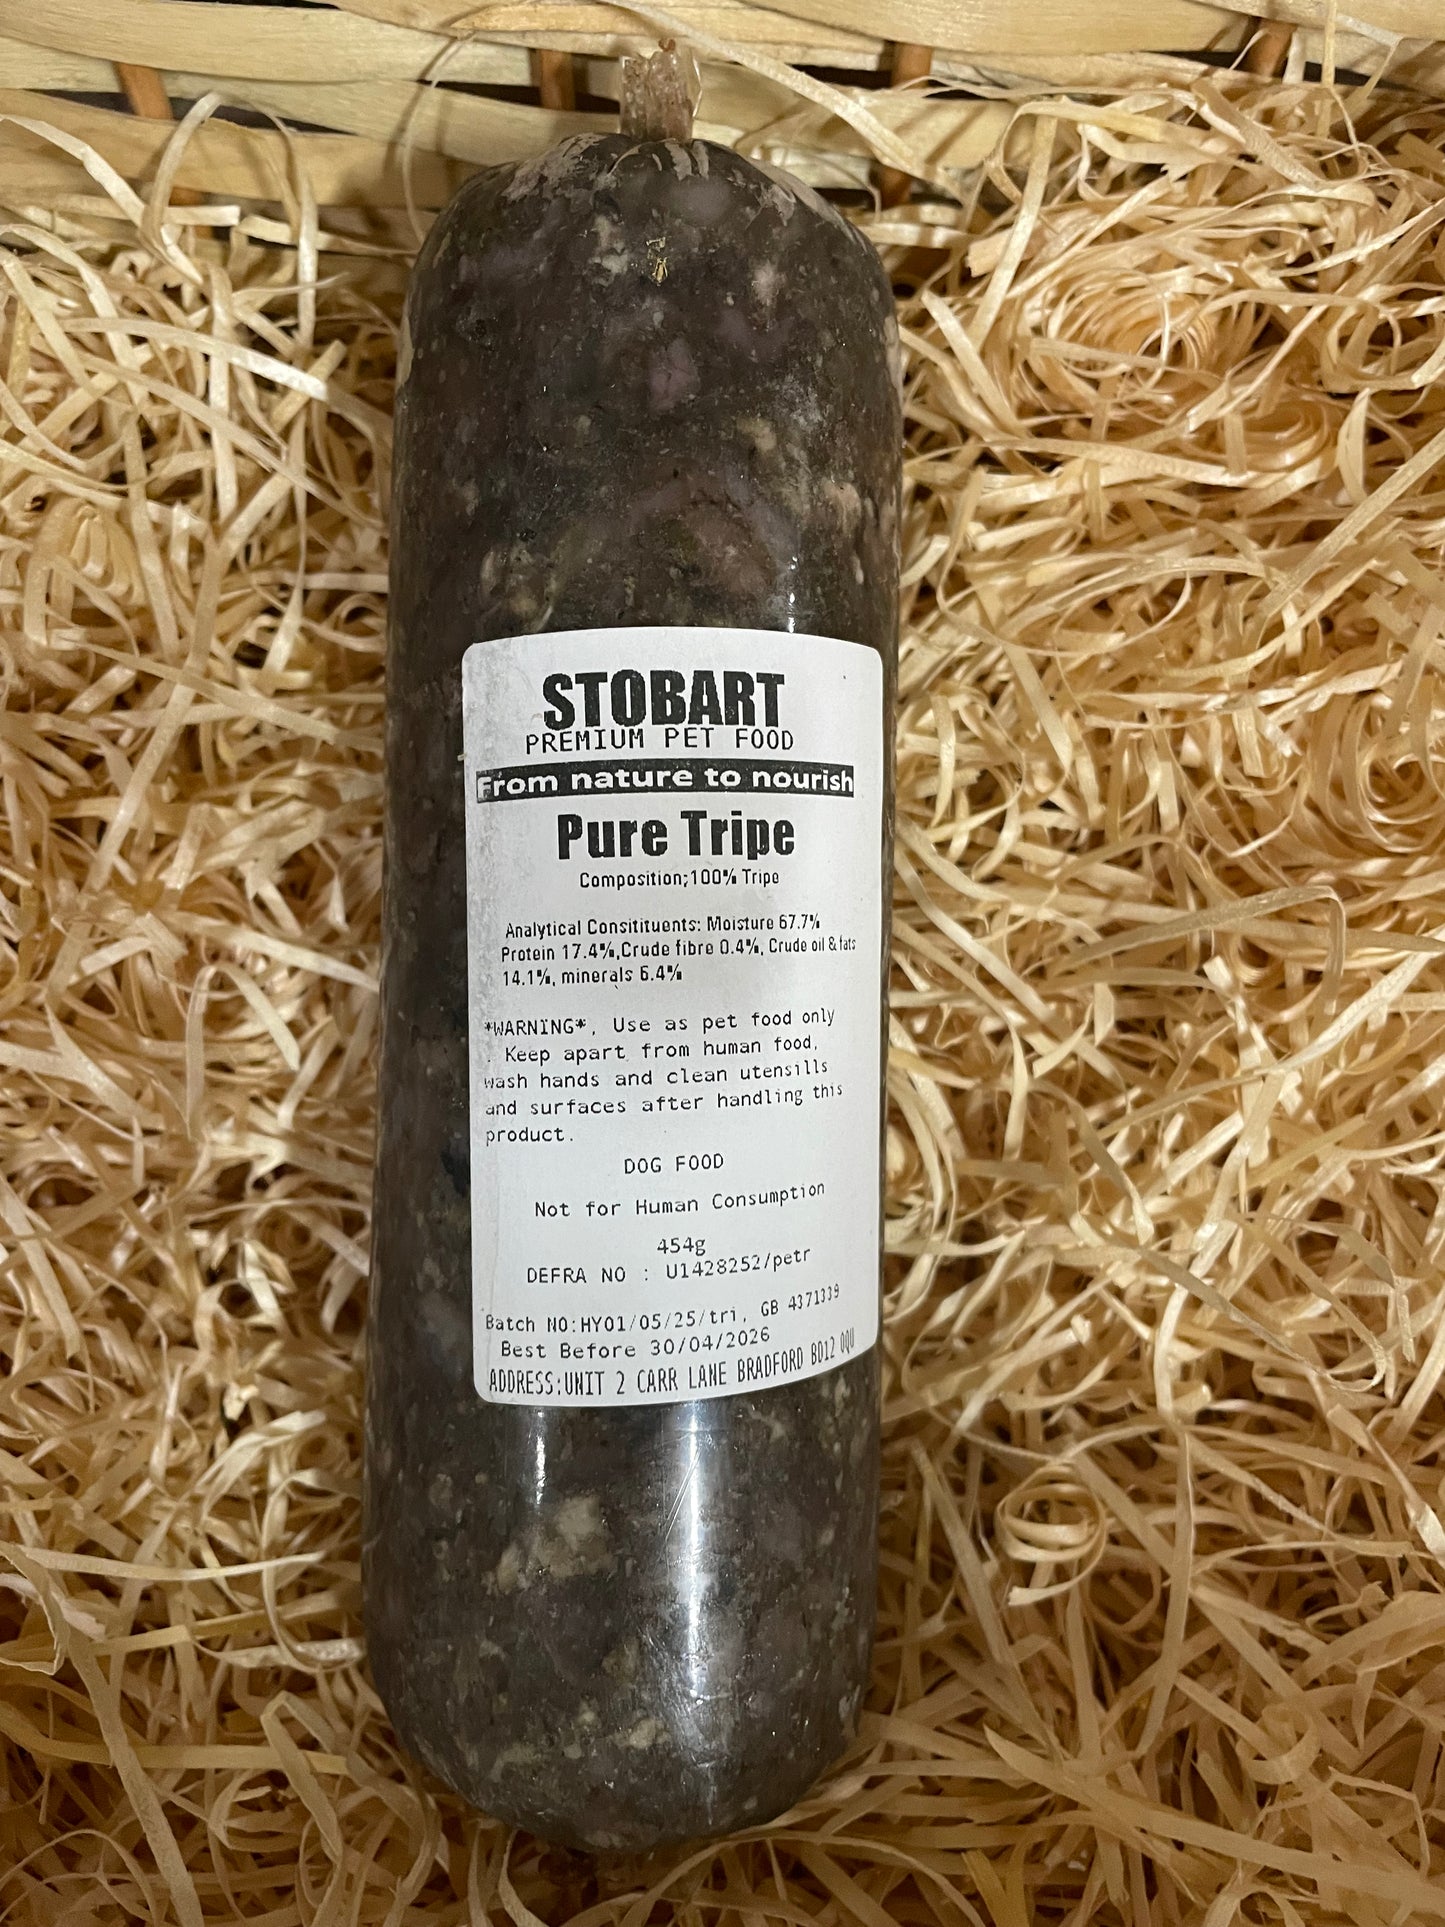 STOBART
PREMIUM PET FOOD
From nature to nourish
Pure Tripe
Composition;100% Tripe
Analytical Consitituents: Moisture 67.7%
Protein 17.4%,Crude fibre 0.4%, Crude oil & fats
14.1%, minerals 6.4%
*WARNING*, Use as pet food only
. Keep apart from human food,
wash hands and clean utensills
and surfaces after handling this
product.
DOG FOOD
Not for Human Consumption
454g
DEFRA NO : U1428252/petr
Batch NO:HY01/05/25/tri, GB 4371339
Best Before 30/04/2026
ADDRESS:UNIT 2 CARR LANE BRADFORD BD12 0QU